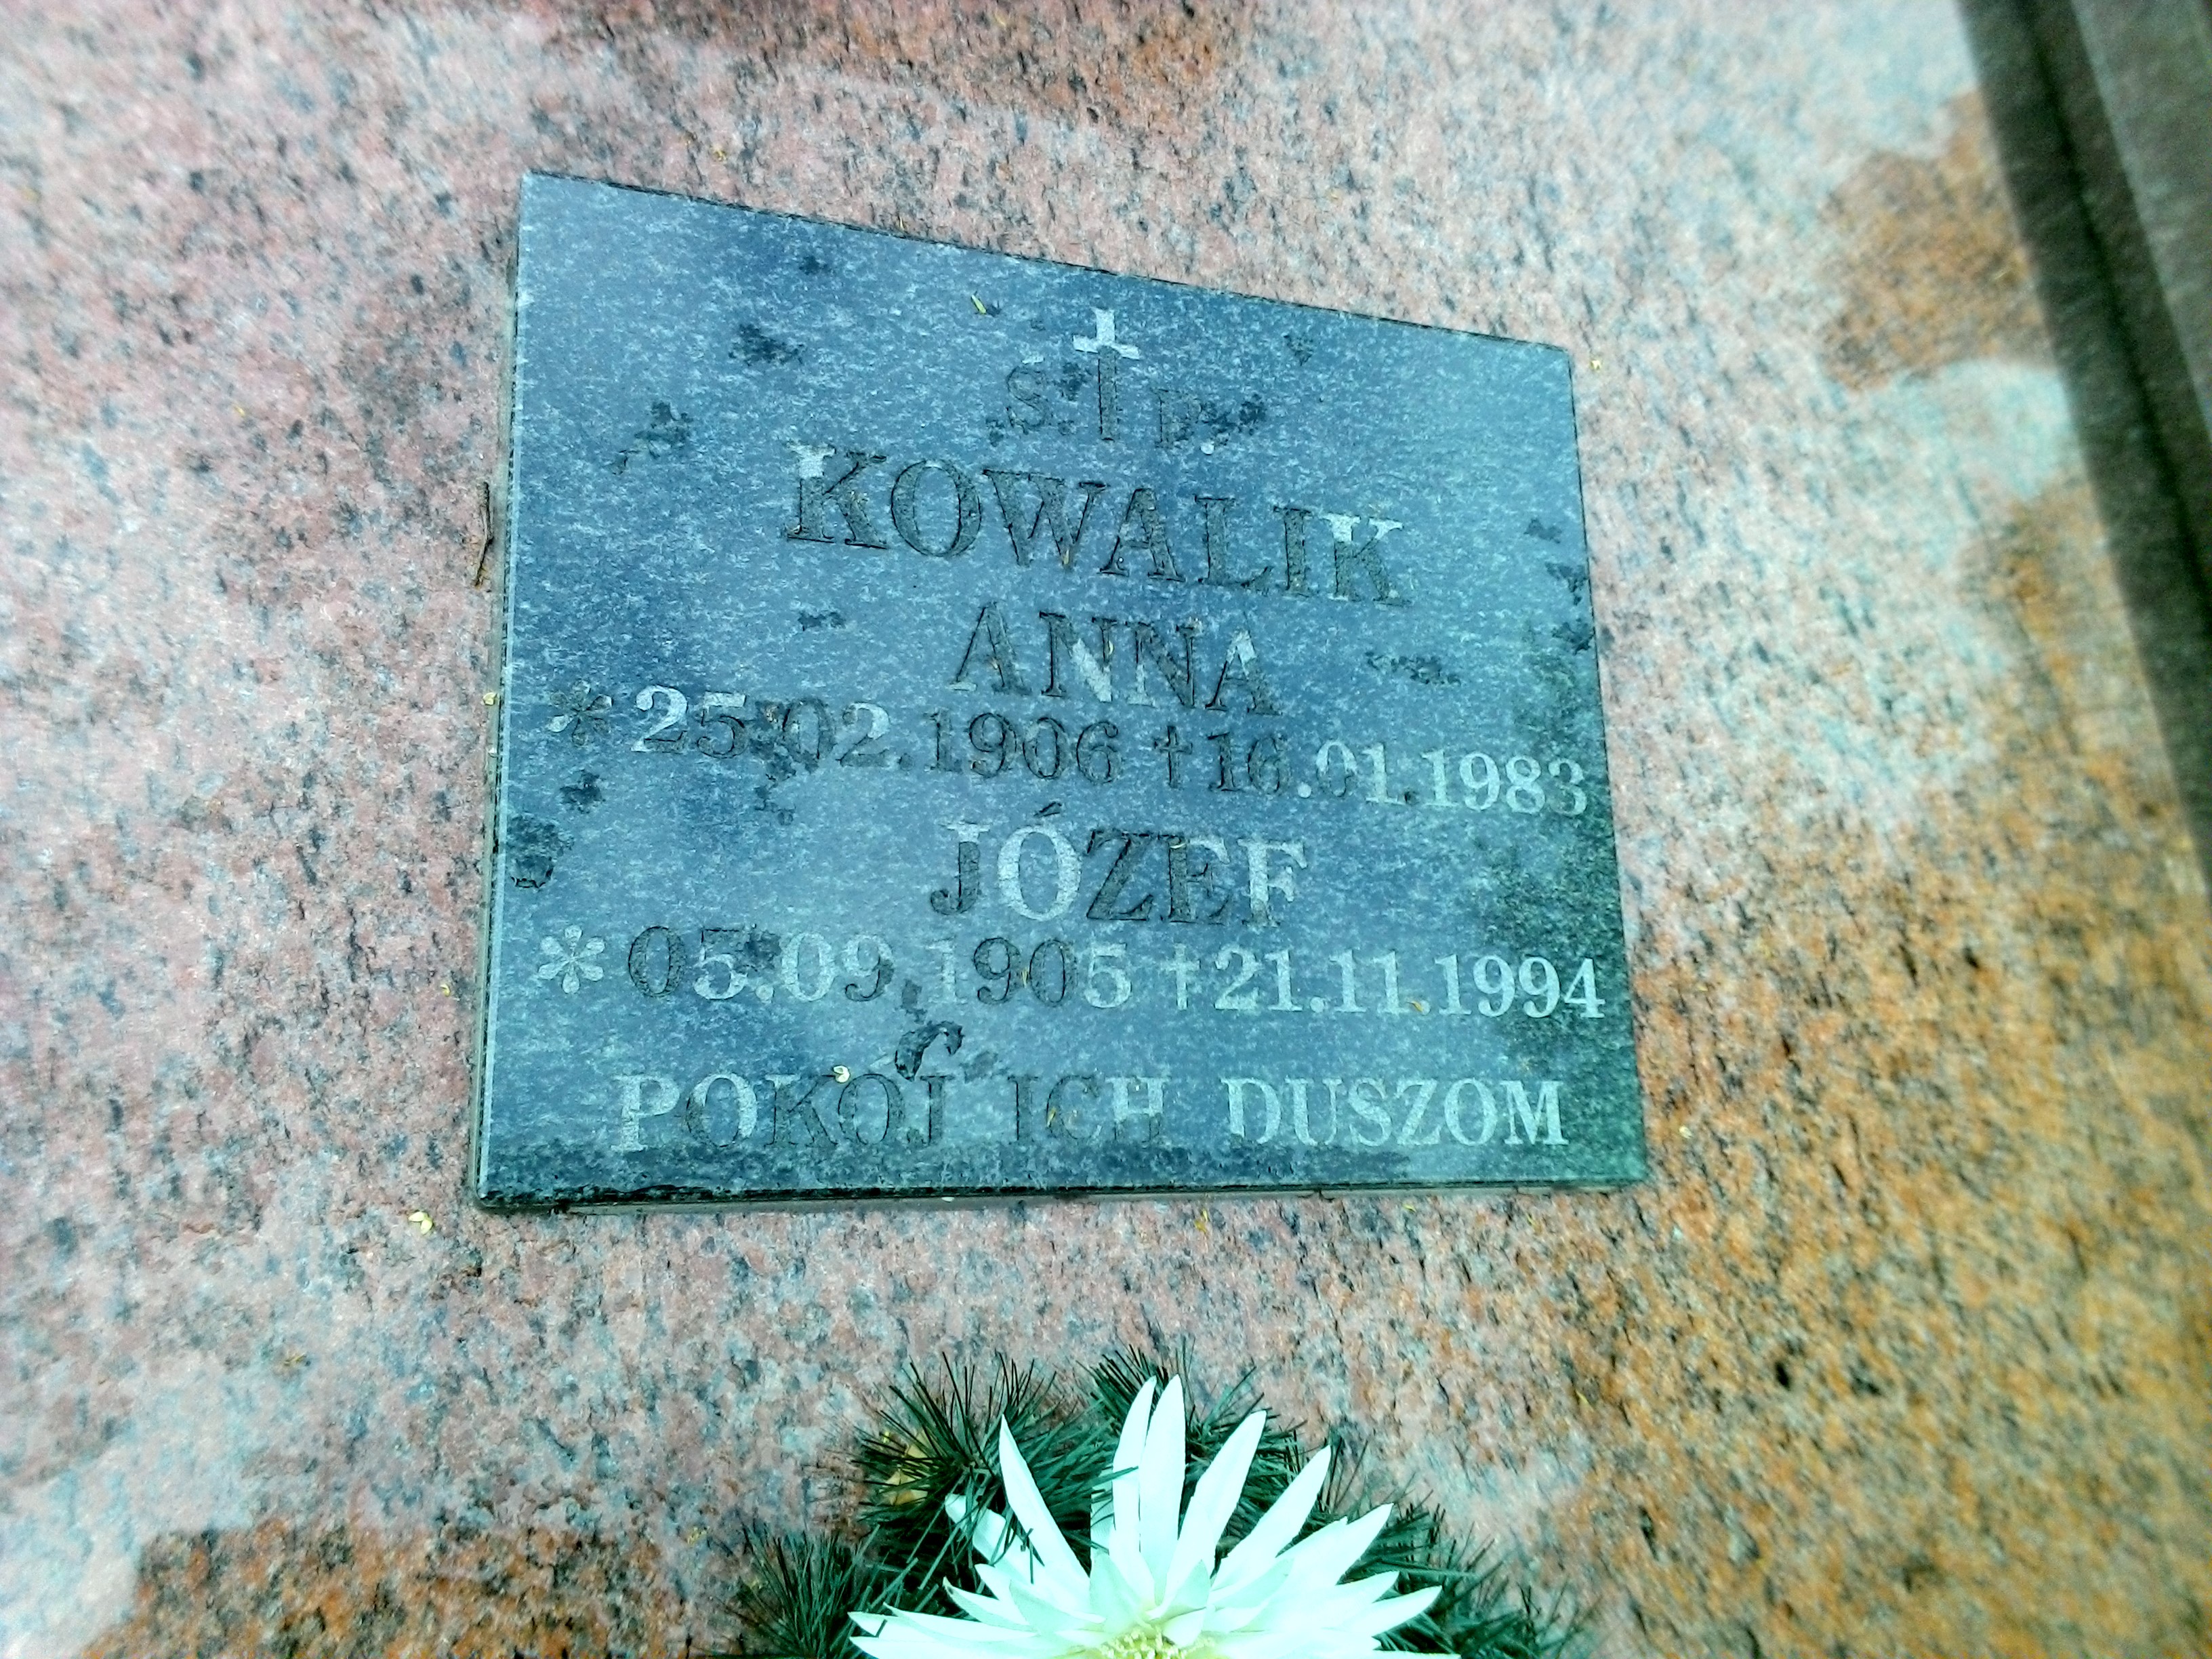 Ś. † P.
KOWALIK
ANNA
* 25.02.1906 † 16.01.1983
JÓZEF
* 05.09.1905 † 21.11.1994
POKÓJ ICH DUSZOM